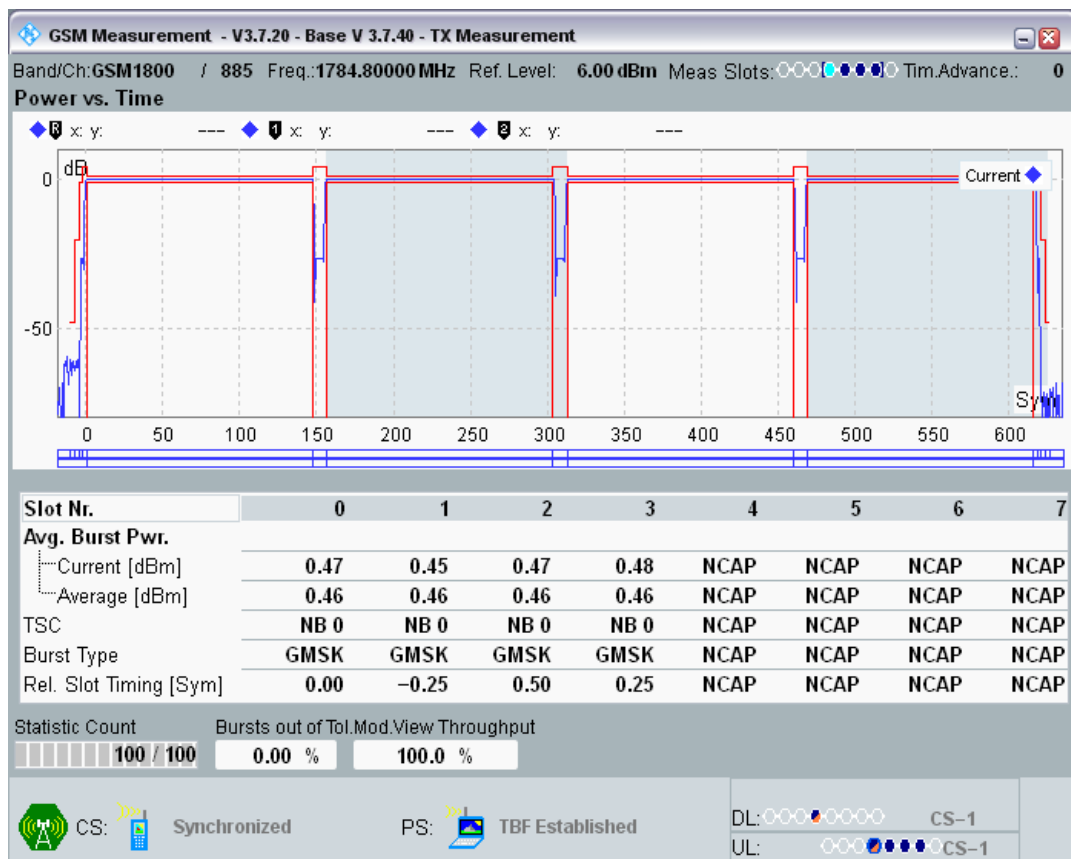 GSM Measurement - V3.7.20 - Base V 3.7.40 - TX Measurement
Band/Ch:GSM1800 / 885 Freq.:1784.80000 MHz Ref. Level: 6.00 dBm Meas Slots: Tim.Advance.: 0
Power vs. Time
R x: y: --- 1 x: y: --- 2 x: y: ---
dB
Current
0
-50
Sym
0 50 100 150 200 250 300 350 400 450 500 550 600
Slot Nr. 0 1 2 3 4 5 6 7
Avg. Burst Pwr.
Current [dBm] 0.47 0.45 0.47 0.48 NCAP NCAP NCAP NCAP
Average [dBm] 0.46 0.46 0.46 0.46 NCAP NCAP NCAP NCAP
TSC NB 0 NB 0 NB 0 NB 0 NCAP NCAP NCAP NCAP
Burst Type GMSK GMSK GMSK GMSK NCAP NCAP NCAP NCAP
Rel. Slot Timing [Sym] 0.00 −0.25 0.50 0.25 NCAP NCAP NCAP NCAP
Statistic Count Bursts out of Tol.Mod.View Throughput
100 / 100 0.00 % 100.0 %
CS: Synchronized PS: TBF Established
DL: CS−1
UL: CS−1